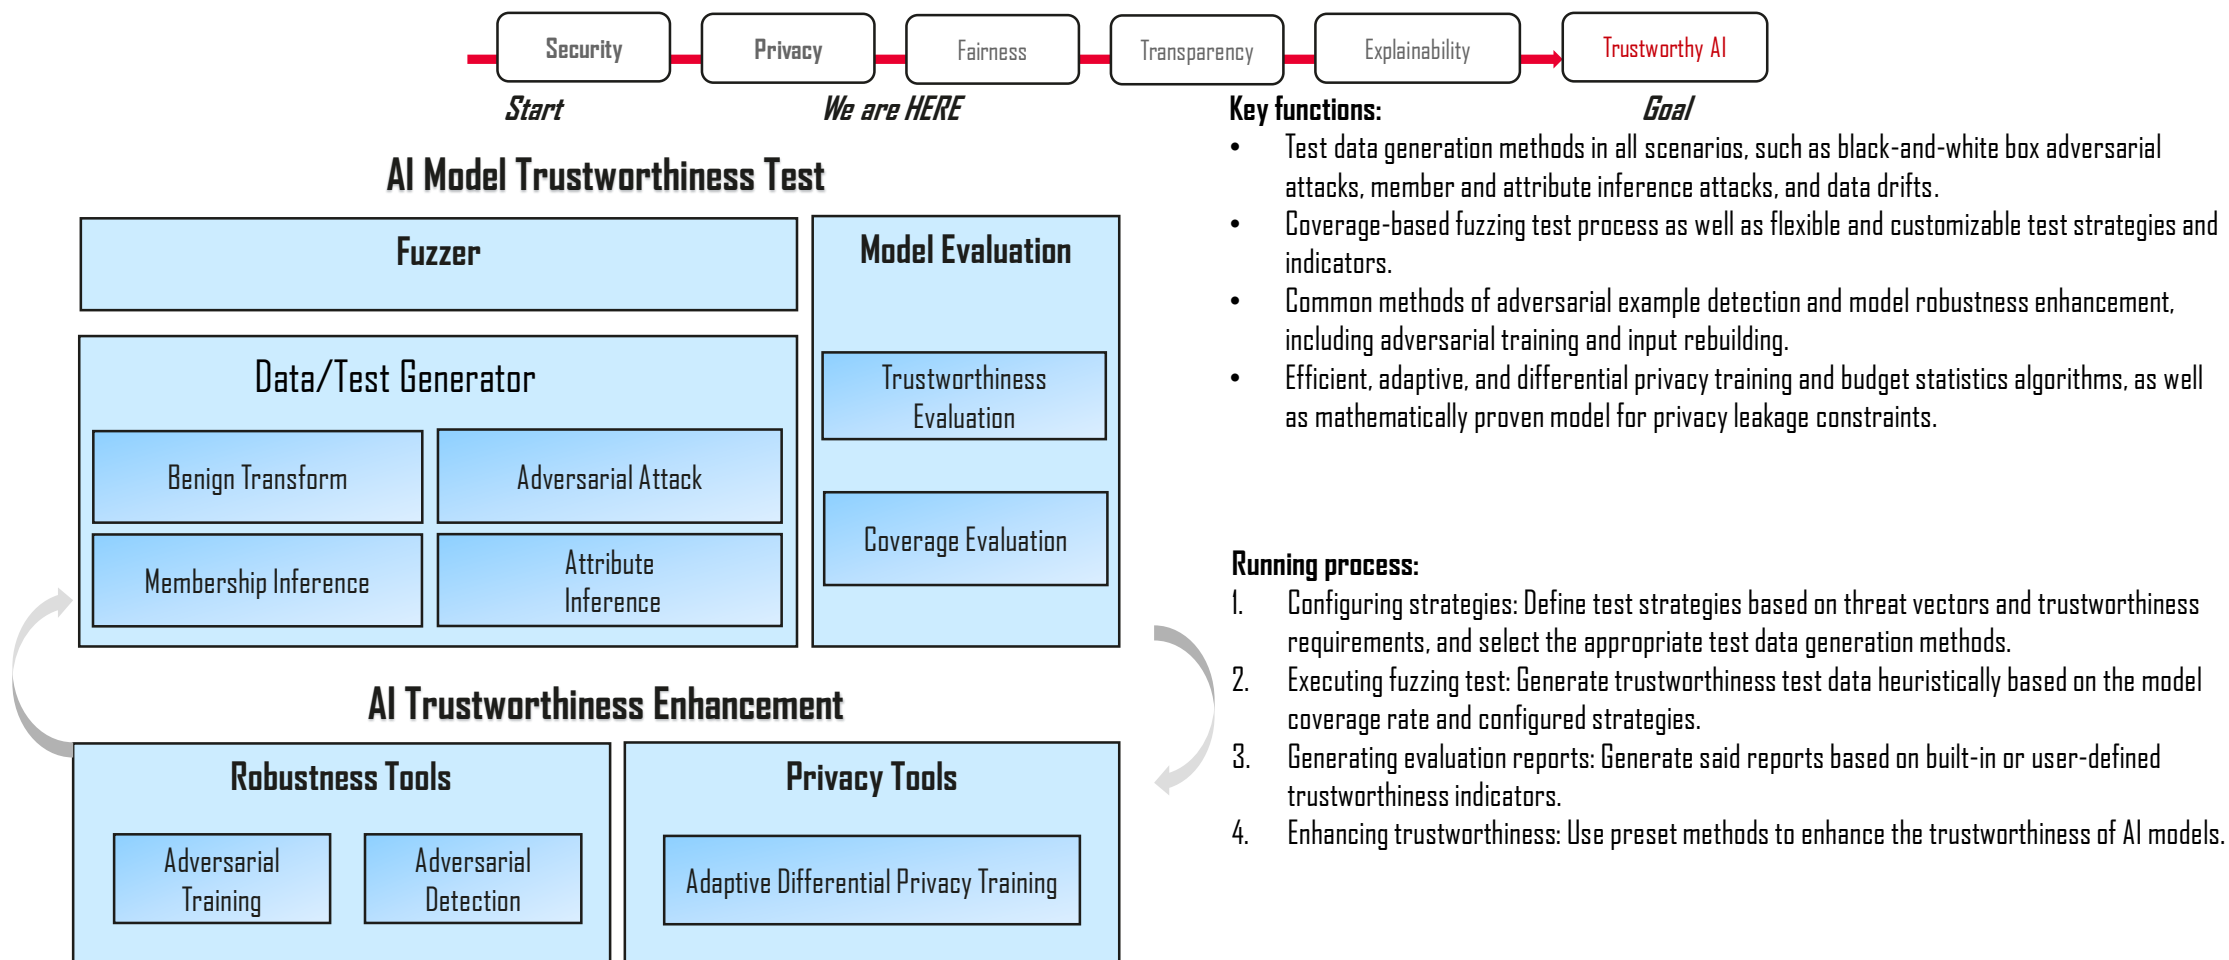 Security
Privacy
Fairness
Transparency
Explainability
Trustworthy AI
Start
We are HERE
Goal
AI Model Trustworthiness Test
Fuzzer
Data/Test Generator
Benign Transform
Adversarial Attack
Membership Inference
Attribute
Inference
Model Evaluation
Trustworthiness
Evaluation
Coverage Evaluation
AI Trustworthiness Enhancement
Robustness Tools
Adversarial
Training
Adversarial
Detection
Privacy Tools
Adaptive Differential Privacy Training
Key functions:
• Test data generation methods in all scenarios, such as black-and-white box adversarial
attacks, member and attribute inference attacks, and data drifts.
• Coverage-based fuzzing test process as well as flexible and customizable test strategies and
indicators.
• Common methods of adversarial example detection and model robustness enhancement,
including adversarial training and input rebuilding.
• Efficient, adaptive, and differential privacy training and budget statistics algorithms, as well
as mathematically proven model for privacy leakage constraints.
Running process:
1. Configuring strategies: Define test strategies based on threat vectors and trustworthiness
requirements, and select the appropriate test data generation methods.
2. Executing fuzzing test: Generate trustworthiness test data heuristically based on the model
coverage rate and configured strategies.
3. Generating evaluation reports: Generate said reports based on built-in or user-defined
trustworthiness indicators.
4. Enhancing trustworthiness: Use preset methods to enhance the trustworthiness of AI models.